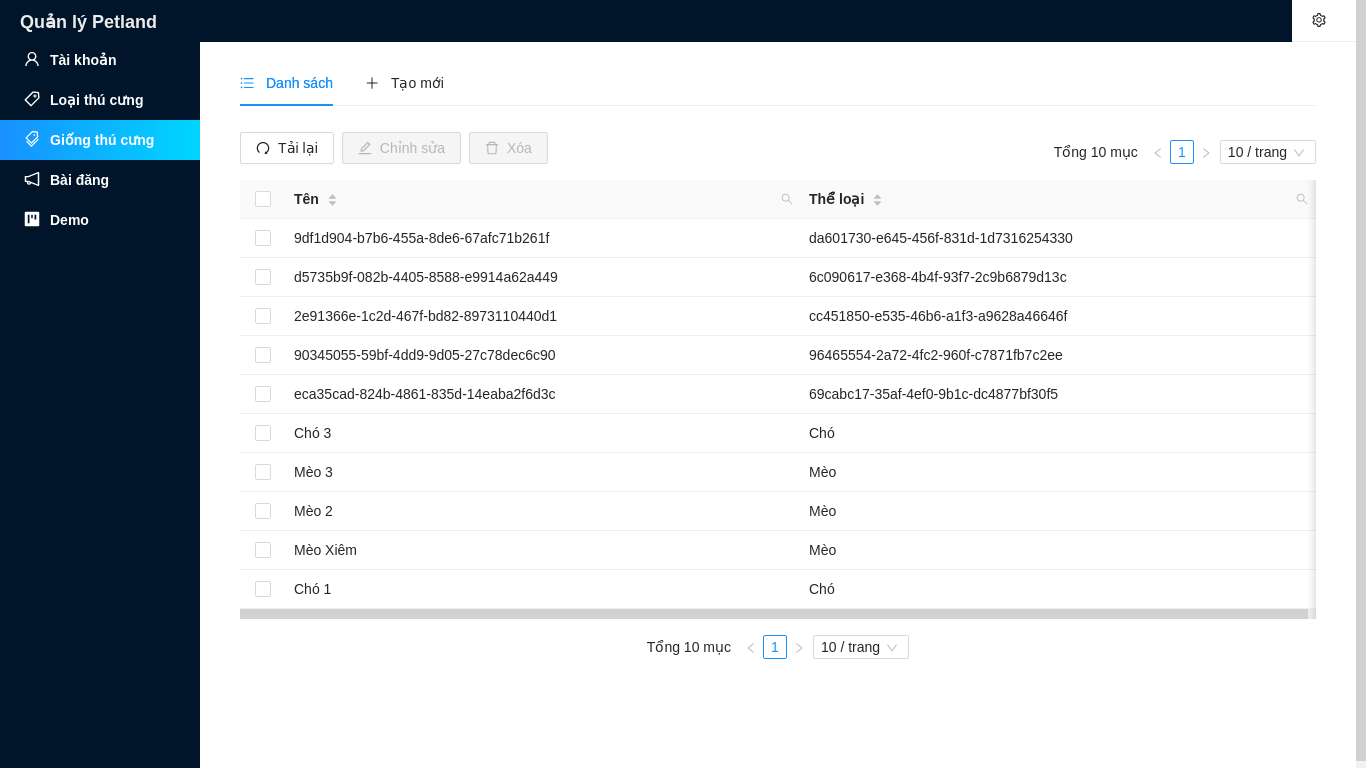 Quản lý Petland
Tài khoản
Loại thú cưng
Giống thú cưng
Bài đăng
Demo
Danh sách
Tạo mới
Tải lại
Chỉnh sửa
Xóa
Tổng 10 mục
1
10 / trang
Tên
Thể loại
9df1d904-b7b6-455a-8de6-67afc71b261f da601730-e645-456f-831d-1d7316254330
d5735b9f-082b-4405-8588-e9914a62a449 6c090617-e368-4b4f-93f7-2c9b6879d13c
2e91366e-1c2d-467f-bd82-8973110440d1 cc451850-e535-46b6-a1f3-a9628a46646f
90345055-59bf-4dd9-9d05-27c78dec6c90 96465554-2a72-4fc2-960f-c7871fb7c2ee
eca35cad-824b-4861-835d-14eaba2f6d3c 69cabc17-35af-4ef0-9b1c-dc4877bf30f5
Chó 3 Chó
Mèo 3 Mèo
Mèo 2 Mèo
Mèo Xiêm Mèo
Chó 1 Chó
Tổng 10 mục
1
10 / trang